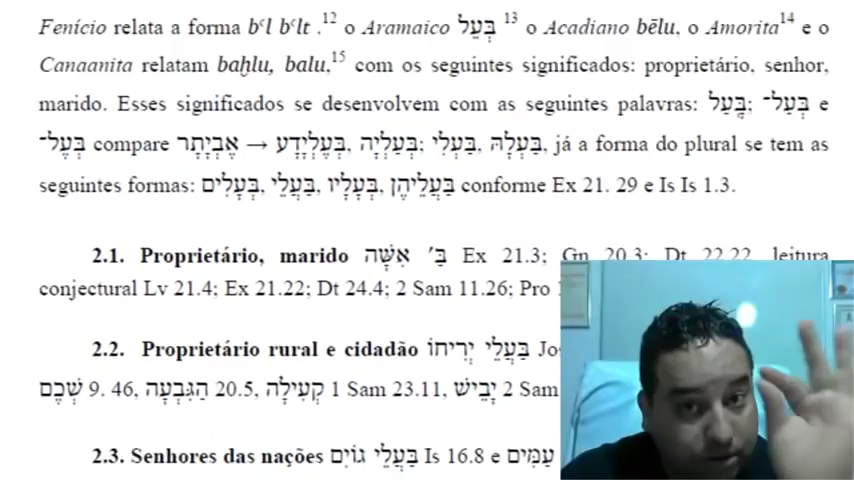 Fenício relata a forma bᶜl bᶜlt .¹² o Aramaico בְּעֵל ¹³ o Acadiano bēlu, o Amorita¹⁴ e o
Canaanita relatam baḫlu, balu,¹⁵ com os seguintes significados: proprietário, senhor,
marido. Esses significados se desenvolvem com as seguintes palavras: בָּ֫עַל; בְּעַל־ e
בְּעֶל־ compare אֶבְיָתָר → בְּעֶלְיָדָע, בְּעַלְיָה; בַּעְלִי, בַּעְלָהּ, já a forma do plural se tem as
seguintes formas: בְּעָלִים, בַּעֲלֵי, בְּעָלָיו, בַּעֲלֵיהֶן conforme Ex 21. 29 e Is Is 1.3.
2.1. Proprietário, marido בַּ׳ אִשָּׁה Ex 21.3; Gn 20.3; Dt 22.22, leitura
conjectural Lv 21.4; Ex 21.22; Dt 24.4; 2 Sam 11.26; Pro
2.2. Proprietário rural e cidadão בַּעֲלֵי יְרִיחוֹ Jo
שְׁכֶם 9. 46, הַגִּבְעָה 20.5, קְעִילָה 1 Sam 23.11, יָבֵישׁ 2 Sam
2.3. Senhores das nações בַּעֲלֵי גוֹיִם Is 16.8 e עַמִּים